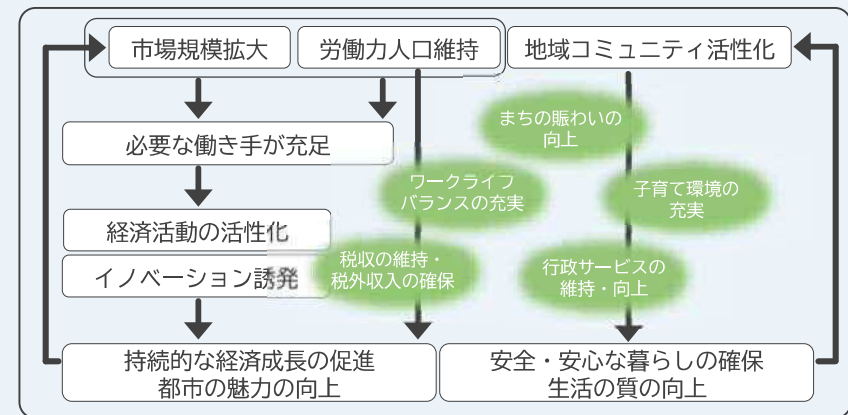 市場規模拡大
労働力人口維持
地域コミュニティ活性化
まちの賑わいの
向上
必要な働き手が充足
ワークライフ
バランスの充実
子育て環境の
充実
経済活動の活性化
イノベーション誘発
税収の維持・
税外収入の確保
行政サービスの
維持・向上
持続的な経済成長の促進
都市の魅力の向上
安全・安心な暮らしの確保
生活の質の向上